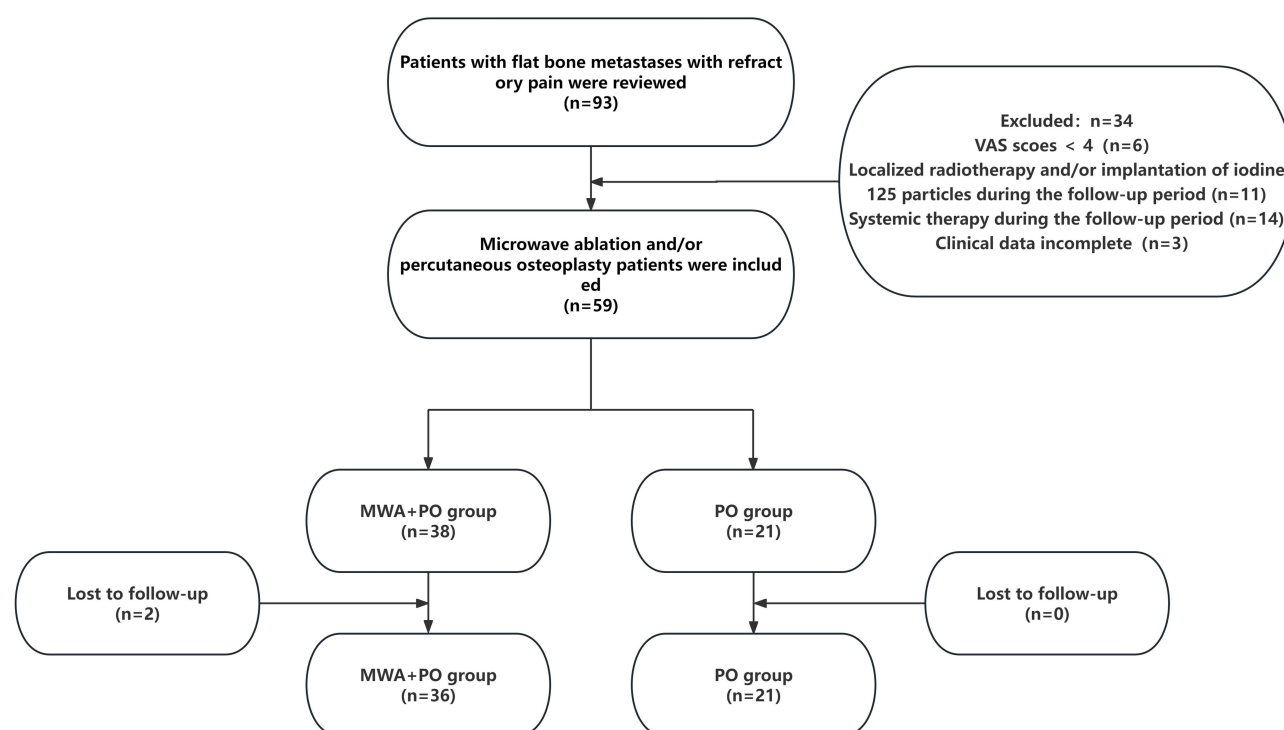 Patients with flat bone metastases with refract
ory pain were reviewed
(n=93)
Excluded: n=34
VAS scoes < 4 (n=6)
Localized radiotherapy and/or implantation of iodine
125 particles during the follow-up period (n=11)
Systemic therapy during the follow-up period (n=14)
Clinical data incomplete (n=3)
Microwave ablation and/or
percutaneous osteoplasty patients were includ
ed
(n=59)
MWA+PO group
(n=38)
PO group
(n=21)
Lost to follow-up
(n=2)
Lost to follow-up
(n=0)
MWA+PO group
(n=36)
PO group
(n=21)